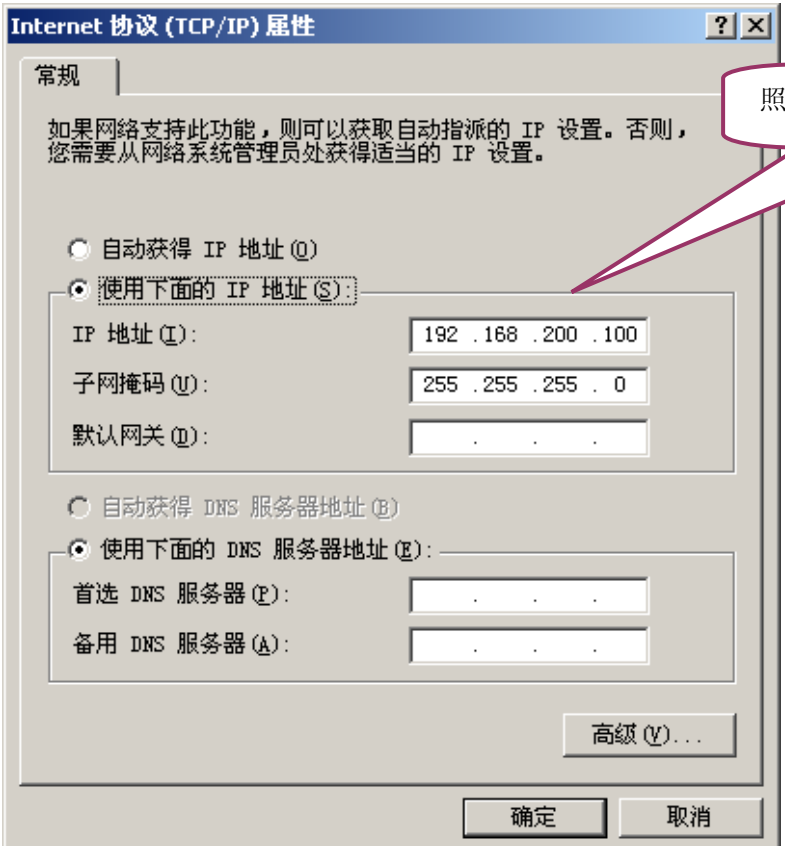 Internet 协议 (TCP/IP) 属性
常规
照
如果网络支持此功能，则可以获取自动指派的 IP 设置。否则，
您需要从网络系统管理员处获得适当的 IP 设置。
自动获得 IP 地址(O)
使用下面的 IP 地址(S):
IP 地址(I): 192 .168 .200 .100
子网掩码(U): 255 .255 .255 . 0
默认网关(D): . . .
自动获得 DNS 服务器地址(B)
使用下面的 DNS 服务器地址(E):
首选 DNS 服务器(P): . . .
备用 DNS 服务器(A): . . .
高级(V)...
确定 取消